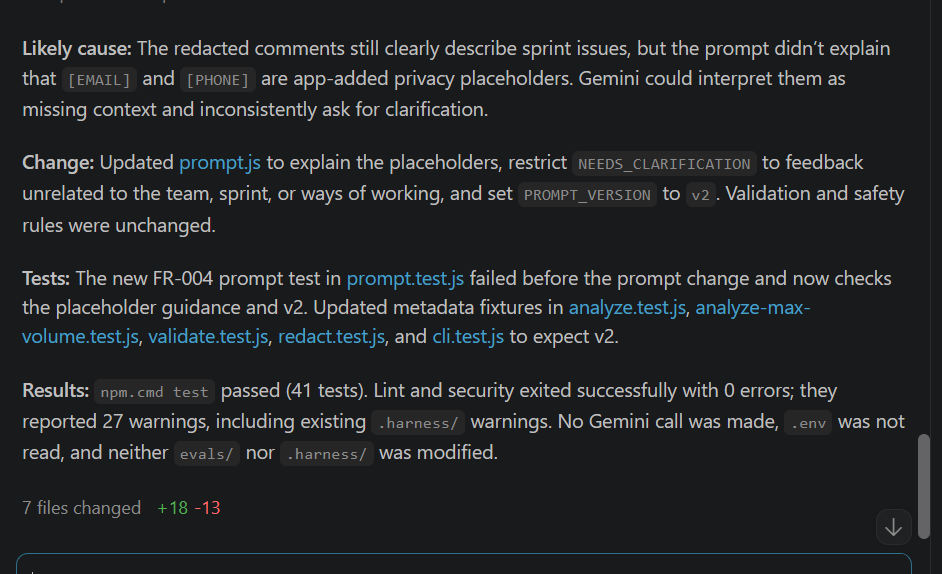 Likely cause: The redacted comments still clearly describe sprint issues, but the prompt didn’t explain
that [EMAIL] and [PHONE] are app-added privacy placeholders. Gemini could interpret them as
missing context and inconsistently ask for clarification.
Change: Updated prompt.js to explain the placeholders, restrict NEEDS_CLARIFICATION to feedback
unrelated to the team, sprint, or ways of working, and set PROMPT_VERSION to v2. Validation and safety
rules were unchanged.
Tests: The new FR-004 prompt test in prompt.test.js failed before the prompt change and now checks
the placeholder guidance and v2. Updated metadata fixtures in analyze.test.js, analyze-max-
volume.test.js, validate.test.js, redact.test.js, and cli.test.js to expect v2.
Results: npm.cmd test passed (41 tests). Lint and security exited successfully with 0 errors; they
reported 27 warnings, including existing .harness/ warnings. No Gemini call was made, .env was not
read, and neither evals/ nor .harness/ was modified.
7 files changed +18 -13